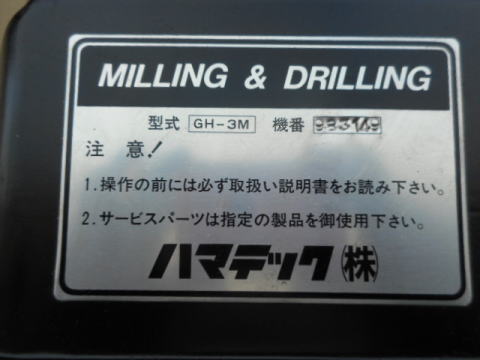 MILLING & DRILLING
型式 GH-3M 機番
注 意!
1.操作の前には必ず取扱い説明書をお読み下さい。
2.サービスパーツは指定の製品を御使用下さい。
ハマデック(株)